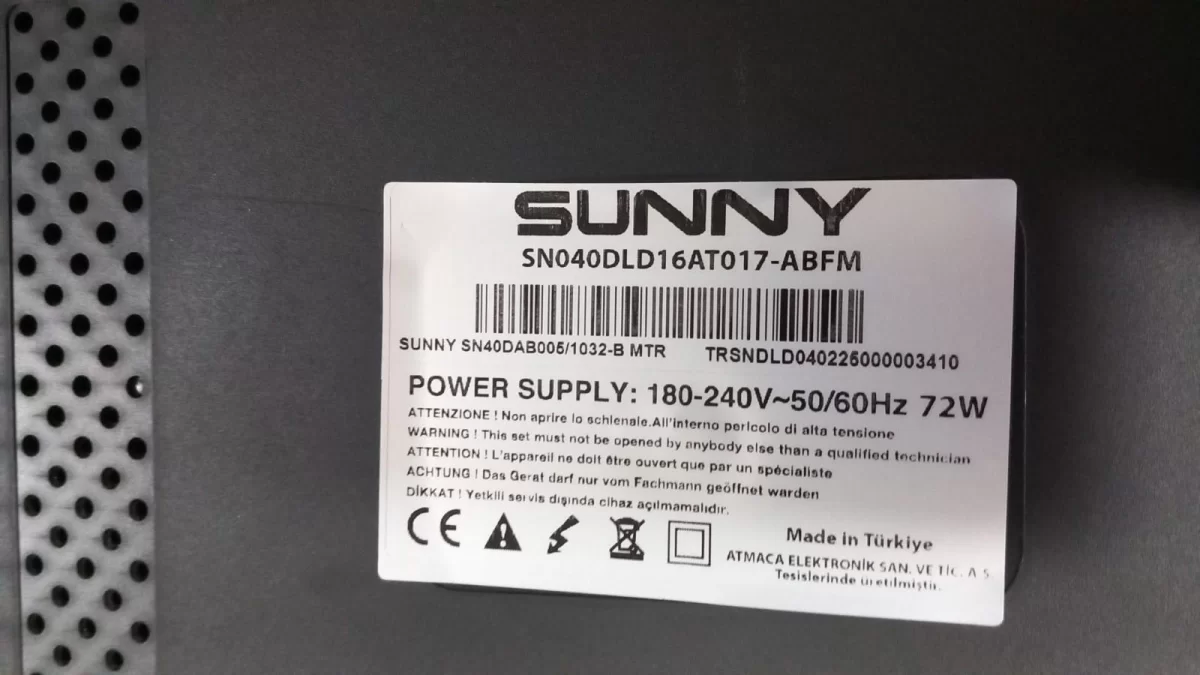 SUNNY
SN040DLD16AT017-ABFM
SUNNY SN40DAB005/1032-B MTR TRSNDLD040226000003410
POWER SUPPLY: 180-240V~50/60Hz 72W
ATTENZIONE ! Non aprire lo schienale.All'interno pericolo di alta tensione
WARNING ! This set must not be opened by anybody else than a qualified technician
ATTENTION ! L'appareil ne doit être ouvert que par un spécialiste
ACHTUNG ! Das Gerat darf nur vom Fachmann geöffnet warden
DİKKAT ! Yetkili servis dışında cihaz açılmamalıdır.
CE
Made in Türkiye
ATMACA ELEKTRONİK SAN. VE TİC. A.Ş.
Tesislerinde üretilmiştir.